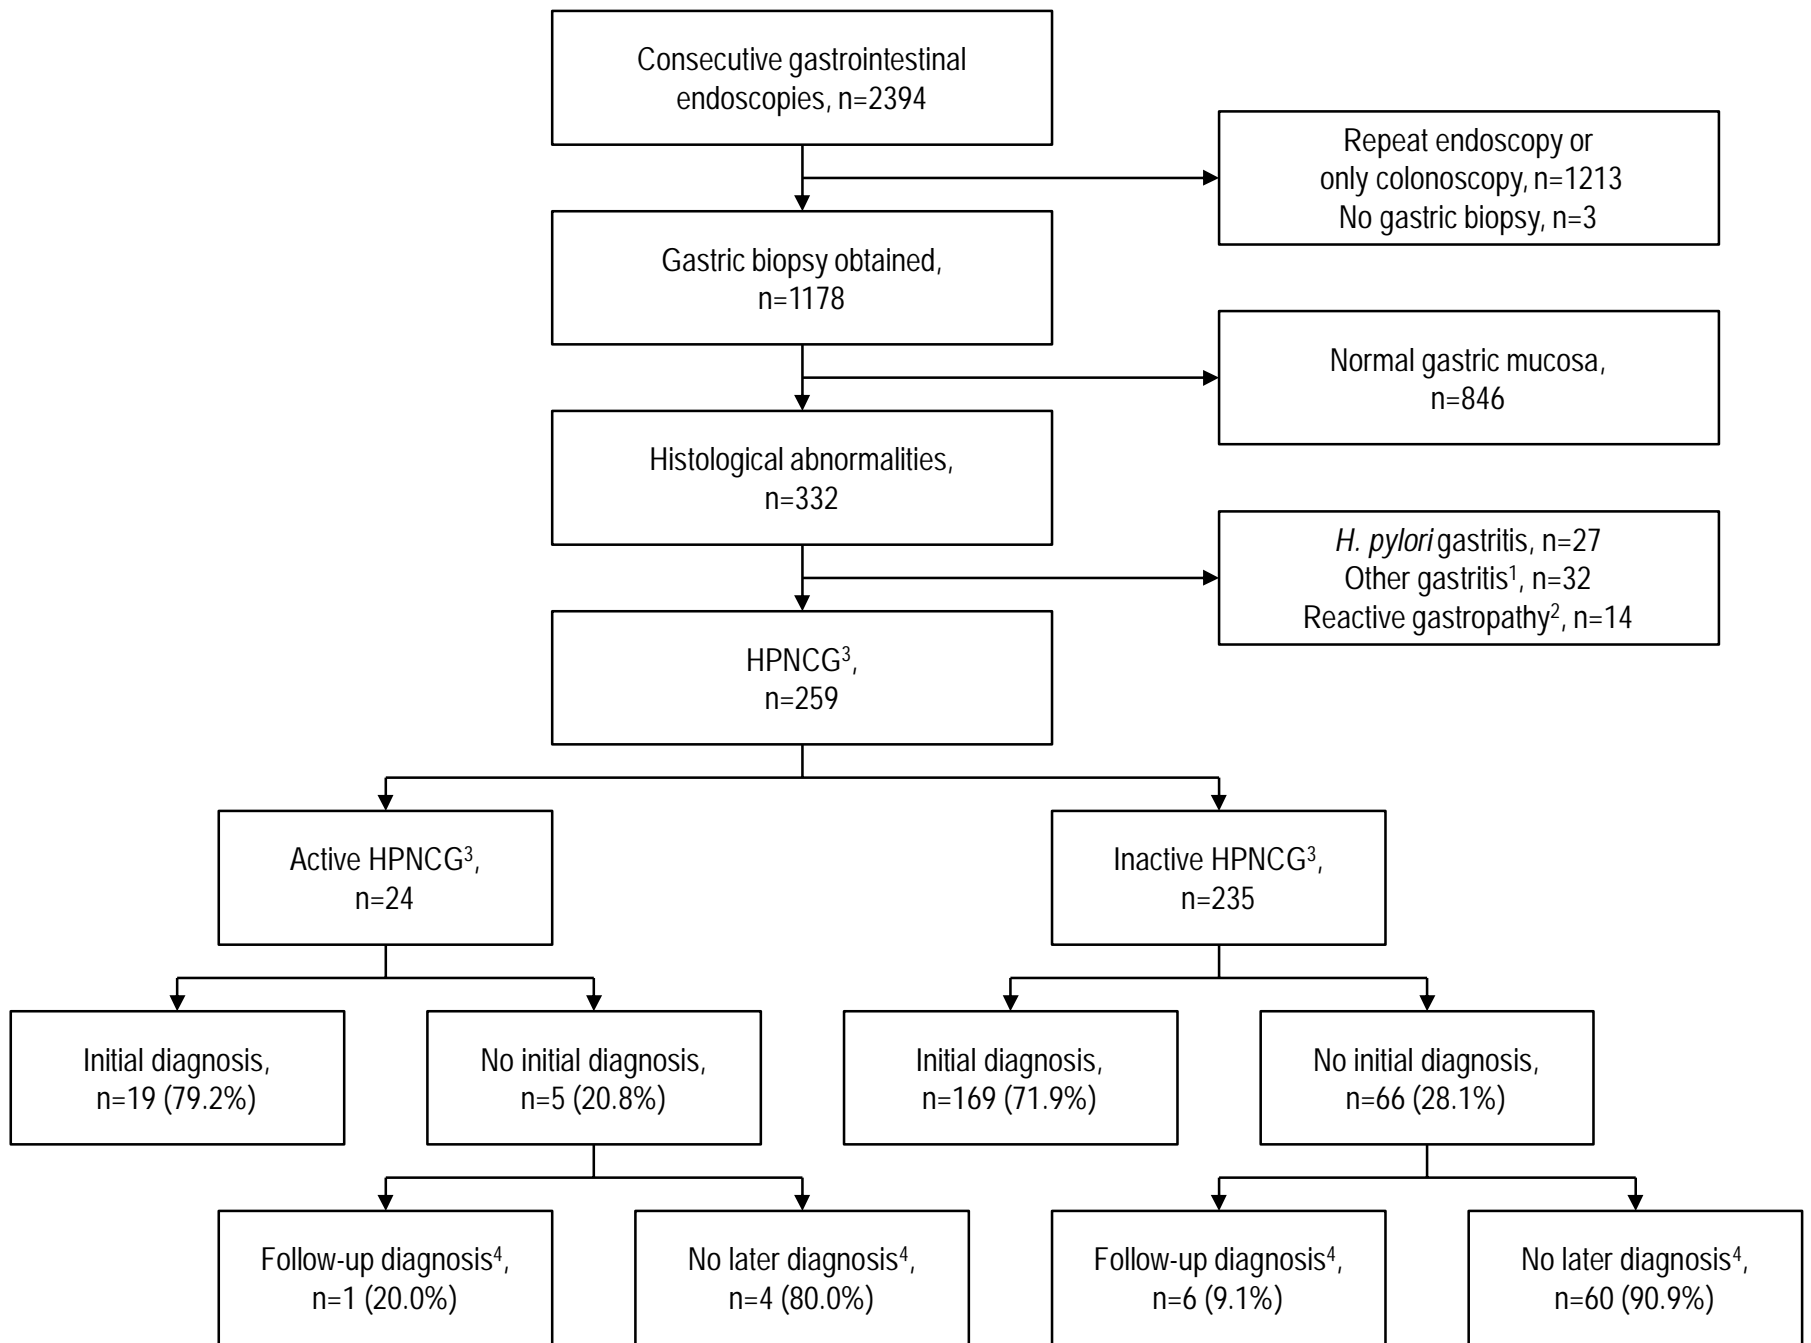 Consecutive gastrointestinal
endoscopies, n=2394
Repeat endoscopy or
only colonoscopy, n=1213
No gastric biopsy, n=3
Gastric biopsy obtained,
n=1178
Normal gastric mucosa,
n=846
Histological abnormalities,
n=332
H. pylori gastritis, n=27
Other gastritis¹, n=32
Reactive gastropathy², n=14
HPNCG³,
n=259
Active HPNCG³,
n=24
Inactive HPNCG³,
n=235
Initial diagnosis,
n=19 (79.2%)
No initial diagnosis,
n=5 (20.8%)
Initial diagnosis,
n=169 (71.9%)
No initial diagnosis,
n=66 (28.1%)
Follow-up diagnosis⁴,
n=1 (20.0%)
No later diagnosis⁴,
n=4 (80.0%)
Follow-up diagnosis⁴,
n=6 (9.1%)
No later diagnosis⁴,
n=60 (90.9%)